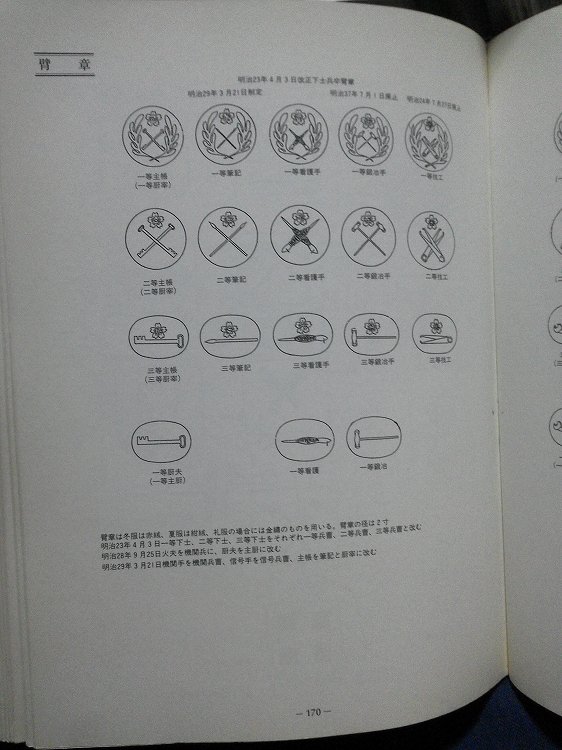 臂章
明治23年4月3日改正下士兵卒臂章
明治29年3月21日制定 明治37年7月1日廃止 明治24年7月27日廃止
一等主帳 一等筆記 一等看護手 一等鍛冶手 一等技工
(一等厨宰)
二等主帳 二等筆記 二等看護手 二等鍛冶手 二等技工
(二等厨宰)
三等主帳 三等筆記 三等看護手 三等鍛冶手 三等技工
(三等厨宰)
一等厨夫 一等看護 一等鍛冶
(一等主厨)
臂章は冬服は赤絨、夏服は紺絨、礼服の場合には金繡のものを用いる。臂章の径は2寸
明治23年4月3日一等下士、二等下士、三等下士をそれぞれ一等兵曹、二等兵曹、三等兵曹と改む
明治28年9月25日火夫を機関兵に、厨夫を主厨に改む
明治29年3月21日機関手を機関兵曹、信号手を信号兵曹、主帳を筆記と厨宰に改む
— 170 —